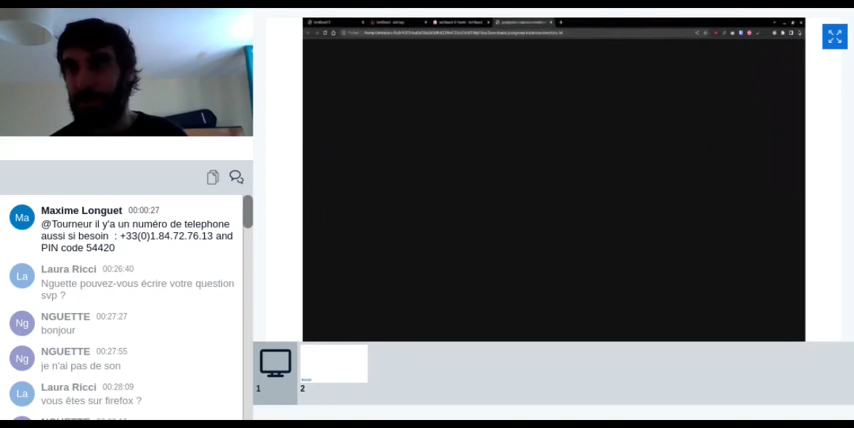 Ma
Maxime Longuet 00:00:27
@Tourneur il y'a un numéro de telephone
aussi si besoin : +33(0)1.84.72.76.13 and
PIN code 54420
La
Laura Ricci 00:26:40
Nguette pouvez-vous écrire votre question
svp ?
Ng
NGUETTE 00:27:27
bonjour
Ng
NGUETTE 00:27:55
je n'ai pas de son
La
Laura Ricci 00:28:09
vous êtes sur firefox ?
1
2